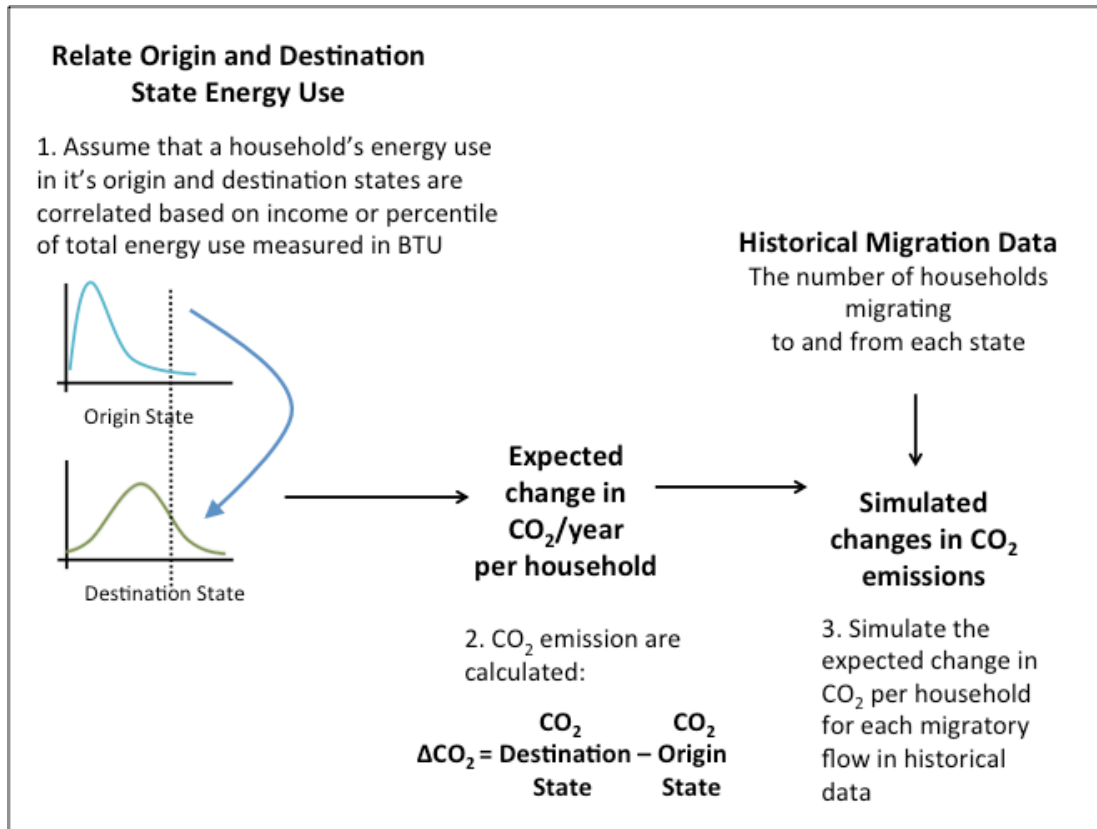 Relate Origin and Destination
State Energy Use
1. Assume that a household's energy use
in it's origin and destination states are
correlated based on income or percentile
of total energy use measured in BTU
Origin State
Destination State
Expected
change in
CO₂/year
per household
2. CO₂ emission are
calculated:
CO₂ CO₂
ΔCO₂ = Destination – Origin
State State
Historical Migration Data
The number of households
migrating
to and from each state
Simulated
changes in CO₂
emissions
3. Simulate the
expected change in
CO₂ per household
for each migratory
flow in historical
data